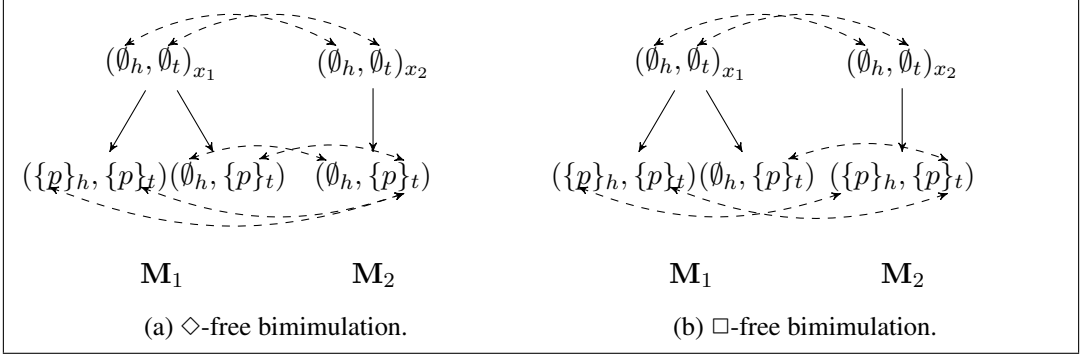 (∅_h, ∅_t)_{x_1} (∅_h, ∅_t)_{x_2} (∅_h, ∅_t)_{x_1} (∅_h, ∅_t)_{x_2}
({p}_h, {p}_t)(∅_h, {p}_t) (∅_h, {p}_t) ({p}_h, {p}_t)(∅_h, {p}_t) ({p}_h, {p}_t)
M_1 M_2 M_1 M_2
(a) ◇-free bimimulation. (b) □-free bimimulation.